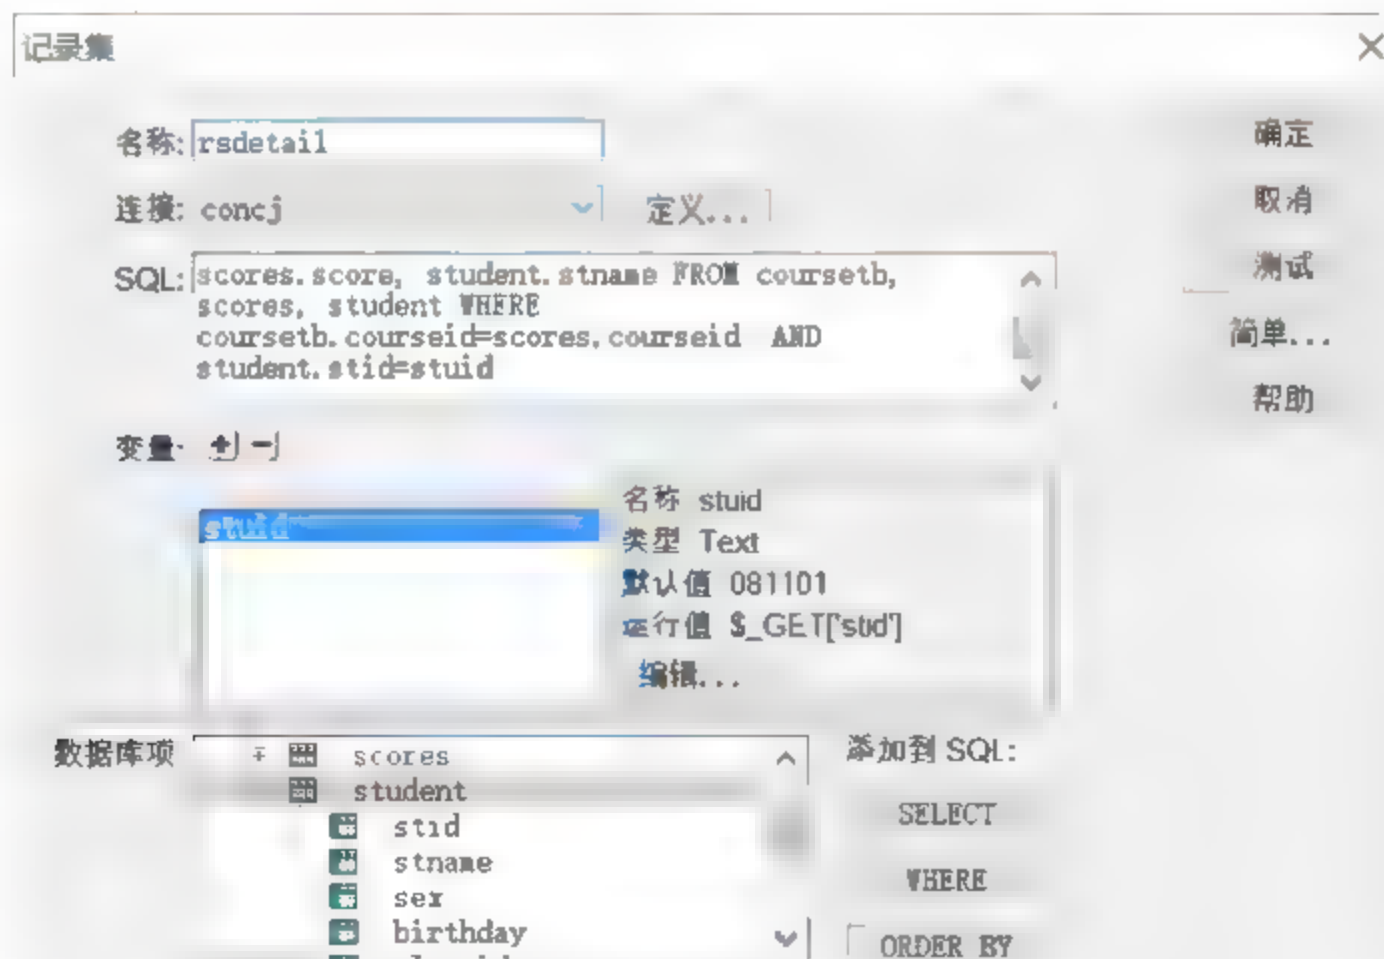 记录集
名称: rsdetail
连接: concj 定义...
SQL: scores.score, student.stname FROM coursetb,
scores, student WHERE
coursetb.courseid=scores.courseid AND
student.stid=stuid
变量:
stuid
名称 stuid
类型 Text
默认值 081101
运行值 $_GET['stid']
编辑...
数据库项
scores
student
stid
stname
sex
birthday
添加到 SQL:
SELECT
WHERE
ORDER BY
确定
取消
测试
简单...
帮助